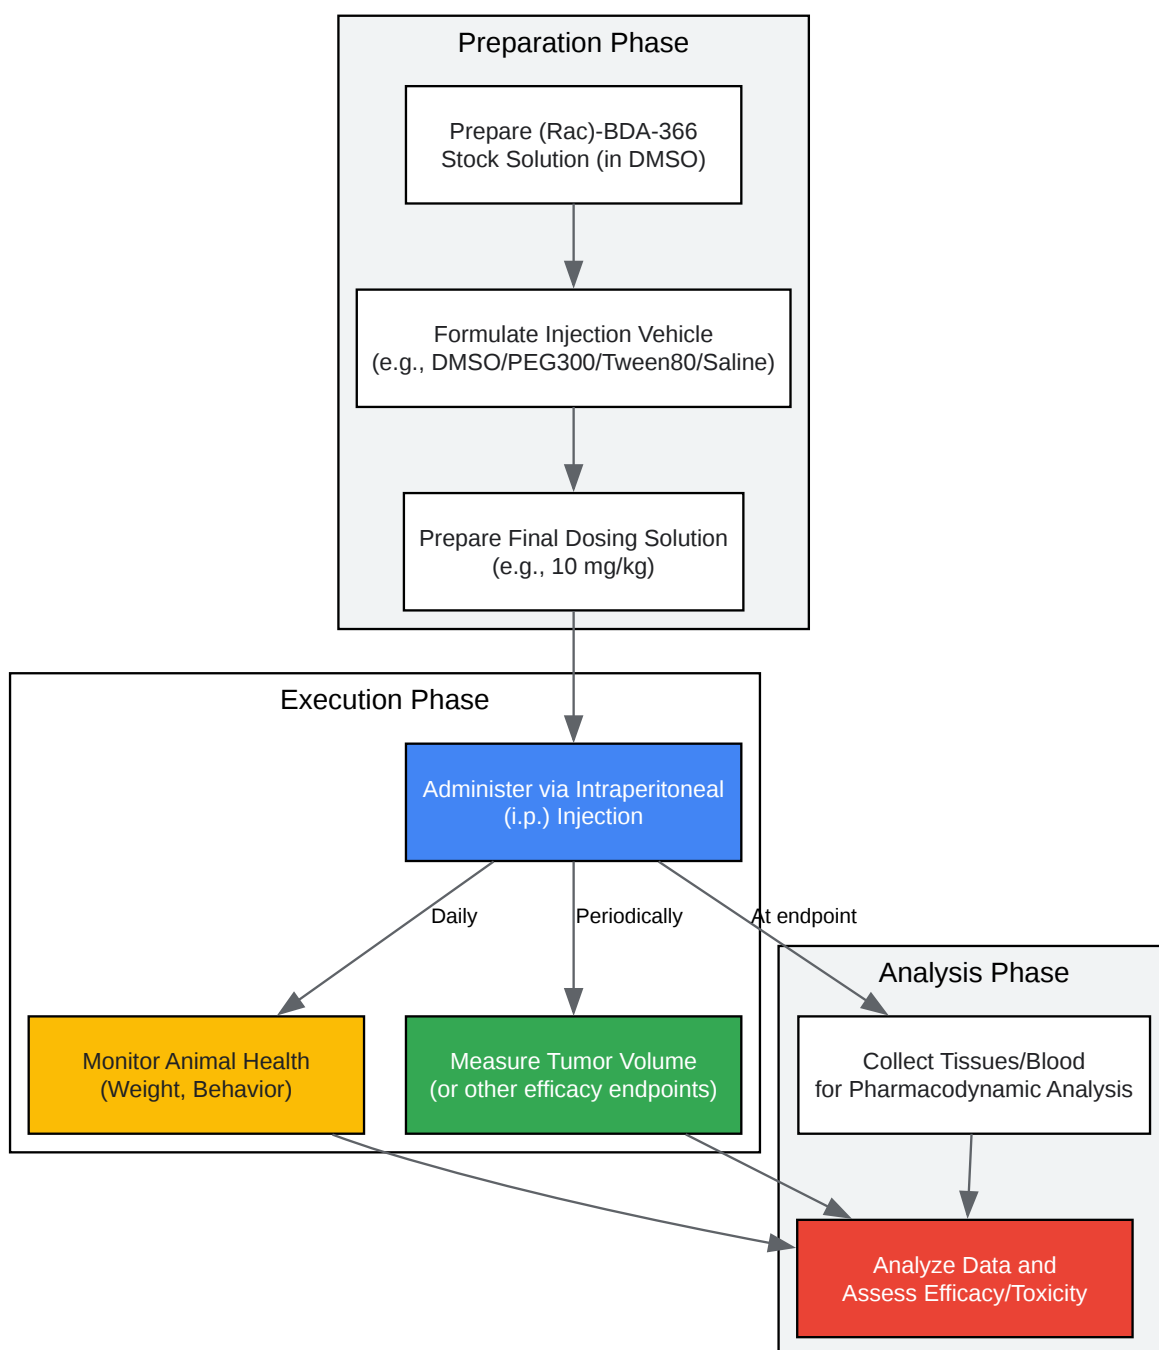 Preparation Phase
Prepare (Rac)-BDA-366
Stock Solution (in DMSO)
Formulate Injection Vehicle
(e.g., DMSO/PEG300/Tween80/Saline)
Prepare Final Dosing Solution
(e.g., 10 mg/kg)
Execution Phase
Administer via Intraperitoneal
(i.p.) Injection
Daily
Periodically
At endpoint
Analysis Phase
Monitor Animal Health
(Weight, Behavior)
Measure Tumor Volume
(or other efficacy endpoints)
Collect Tissues/Blood
for Pharmacodynamic Analysis
Analyze Data and
Assess Efficacy/Toxicity